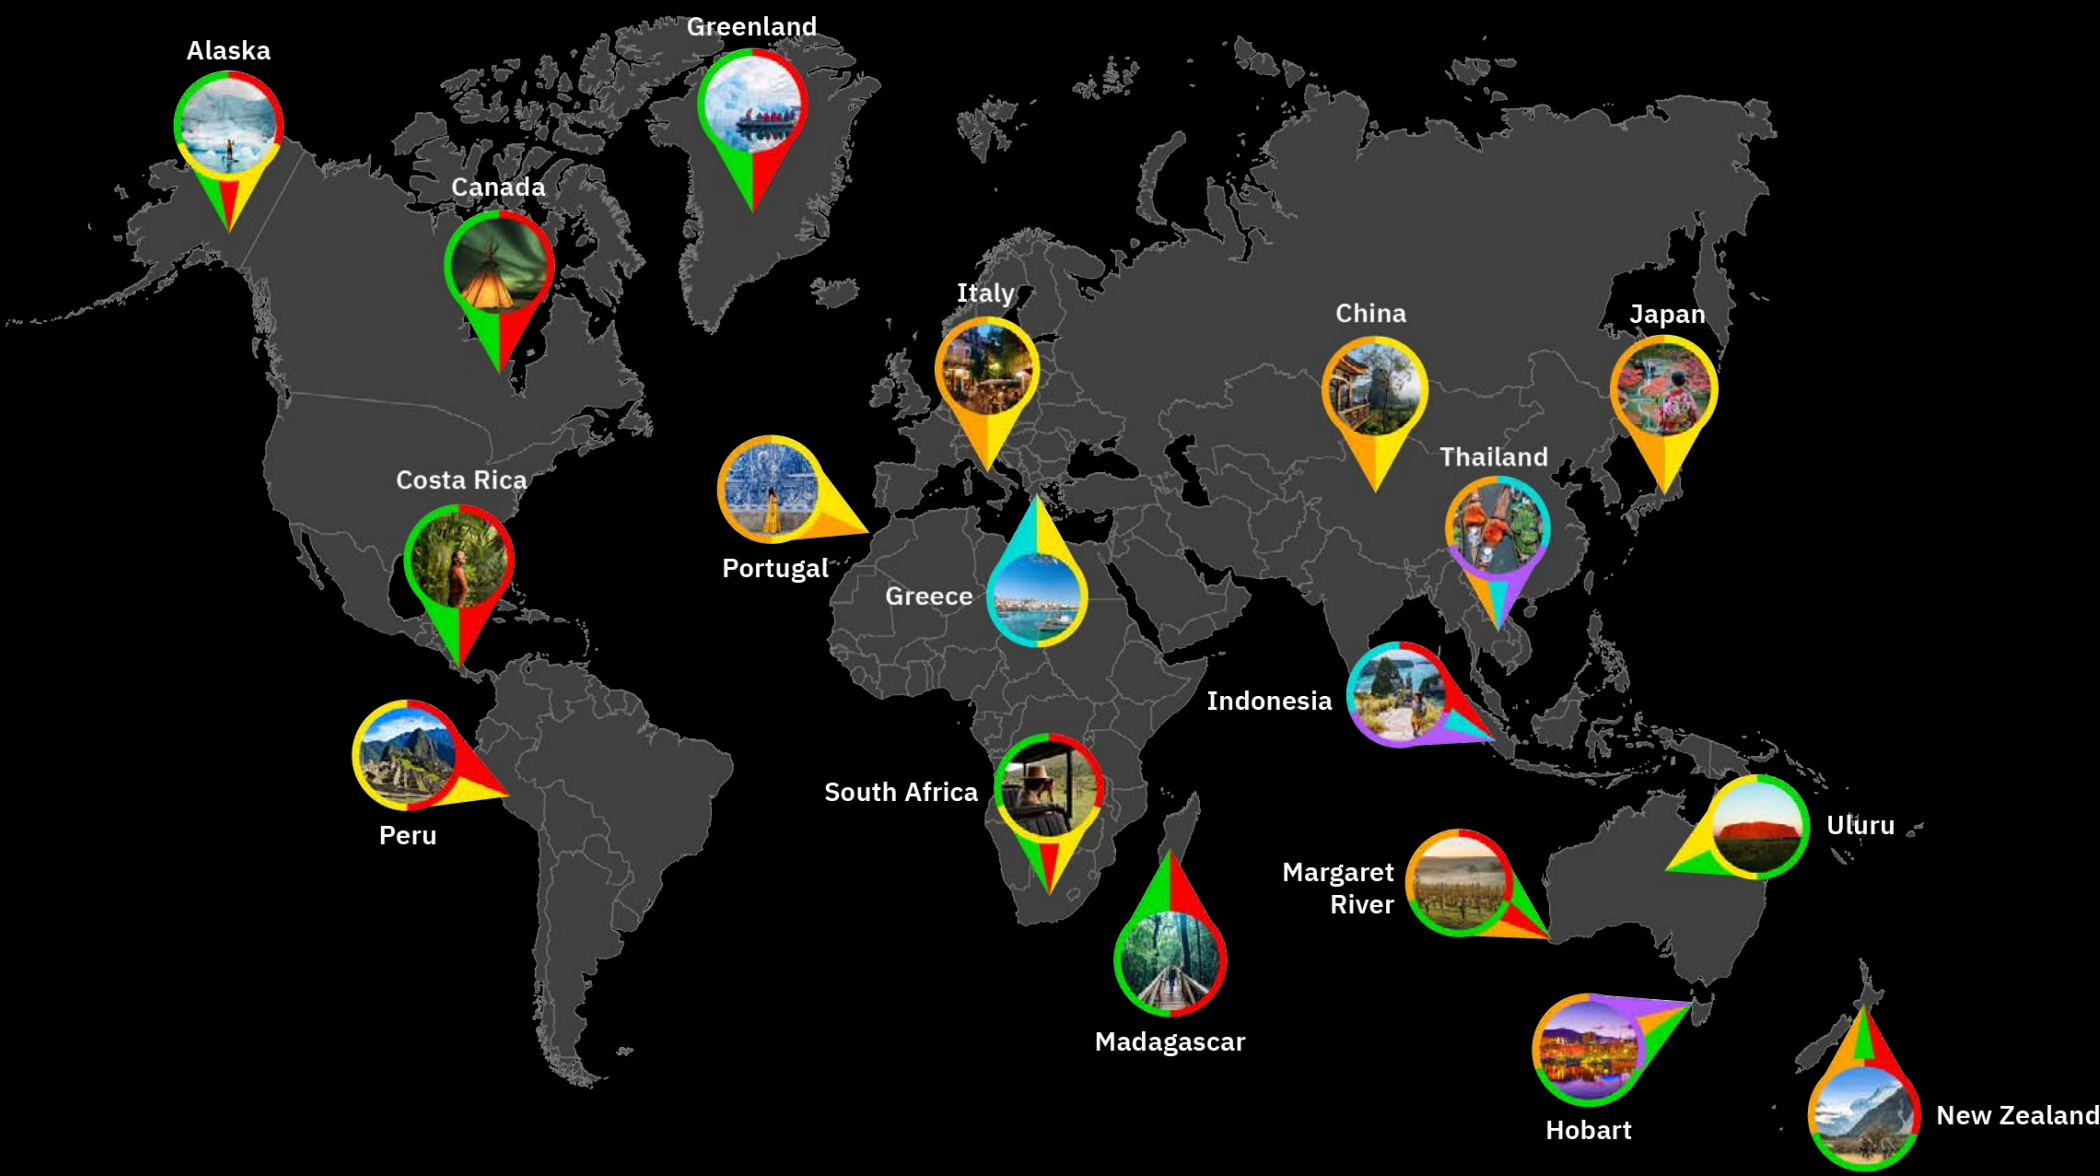 Greenland
Alaska
Canada
Italy
China
Japan
Thailand
Costa Rica
Portugal
Greece
Indonesia
South Africa
Peru
Uluru
Margaret
River
Madagascar
Hobart
New Zealand